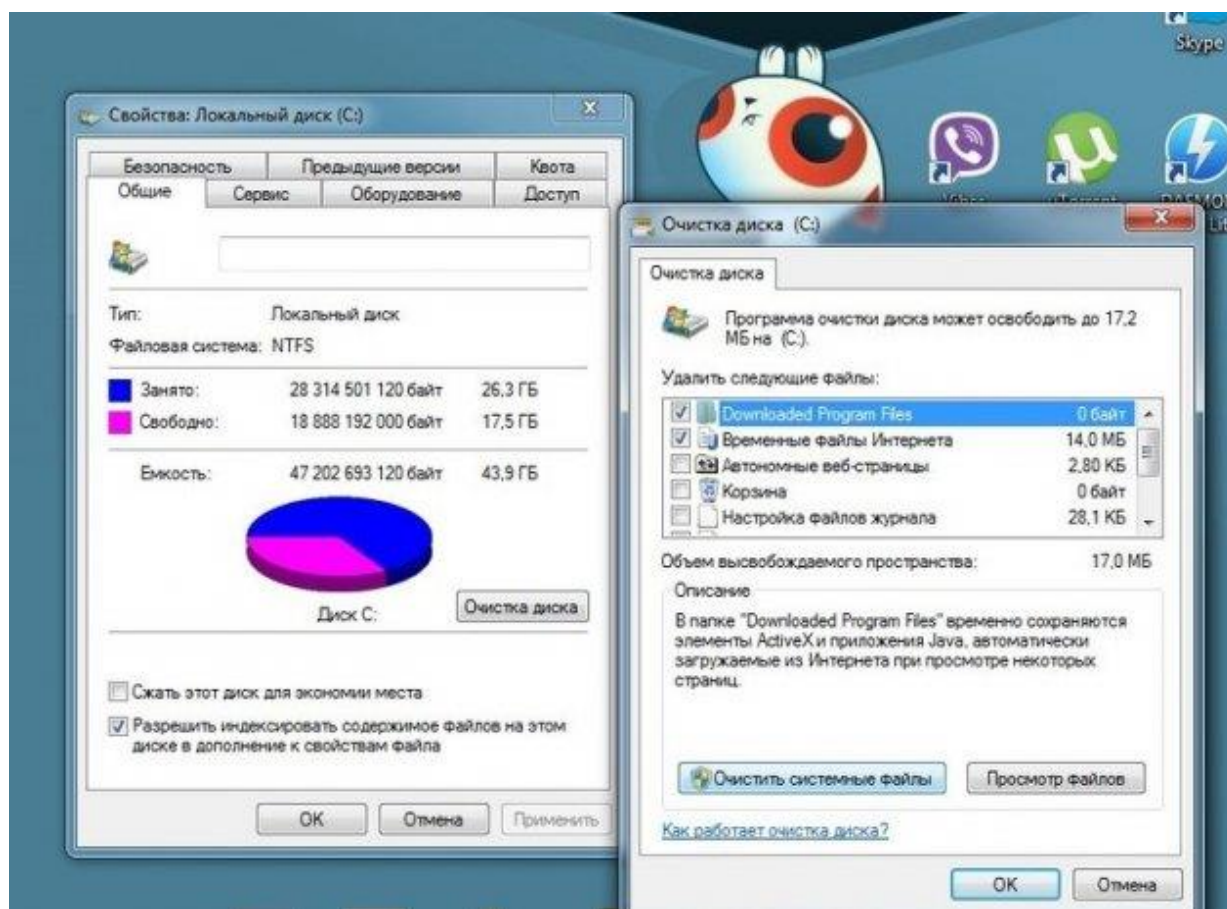 Skype
Свойства: Локальный диск (C:)
Безопасность Предыдущие версии Квота
Общие Сервис Оборудование Доступ
Тип: Локальный диск
Файловая система: NTFS
Занято: 28 314 501 120 байт 26,3 ГБ
Свободно: 18 888 192 000 байт 17,5 ГБ
Емкость: 47 202 693 120 байт 43,9 ГБ
Диск C:
Очистка диска
Сжать этот диск для экономии места
Разрешить индексировать содержимое файлов на этом
диске в дополнение к свойствам файла
OK Отмена Применить
Очистка диска (C:)
Очистка диска
Программа очистки диска может освободить до 17,2
МБ на (C:).
Удалить следующие файлы:
Downloaded Program Files 0 байт
Временные файлы Интернета 14,0 МБ
Автономные веб-страницы 2,80 КБ
Корзина 0 байт
Настройка файлов журнала 28,1 КБ
Объем высвобождаемого пространства: 17,0 МБ
Описание
В папке "Downloaded Program Files" временно сохраняются
элементы ActiveX и приложения Java, автоматически
загружаемые из Интернета при просмотре некоторых
страниц.
Очистить системные файлы Просмотр файлов
Как работает очистка диска?
OK Отмена